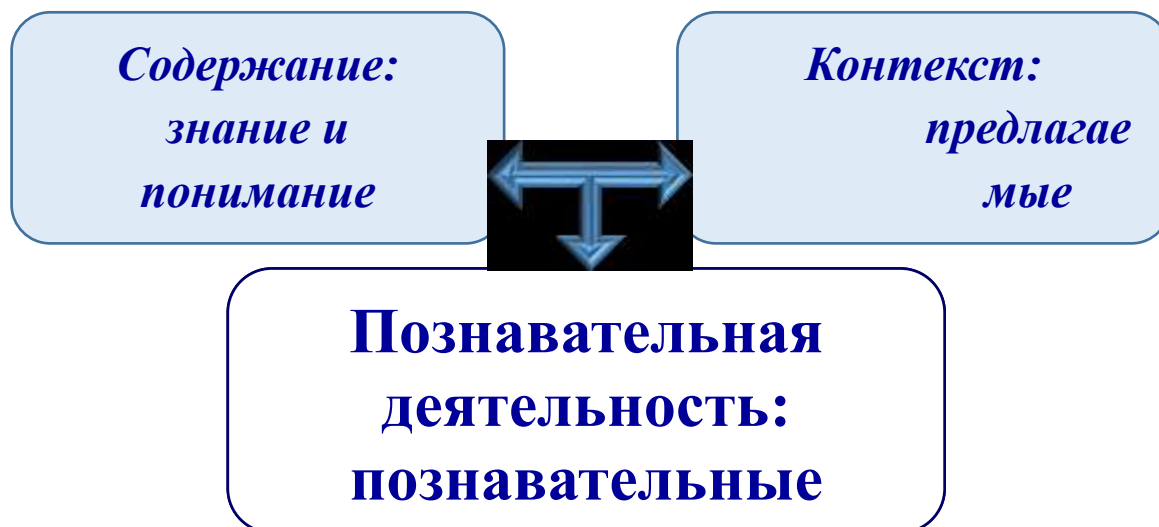 Содержание:
знание и
понимание
Контекст:
предлагае
мые
Познавательная
деятельность:
познавательные